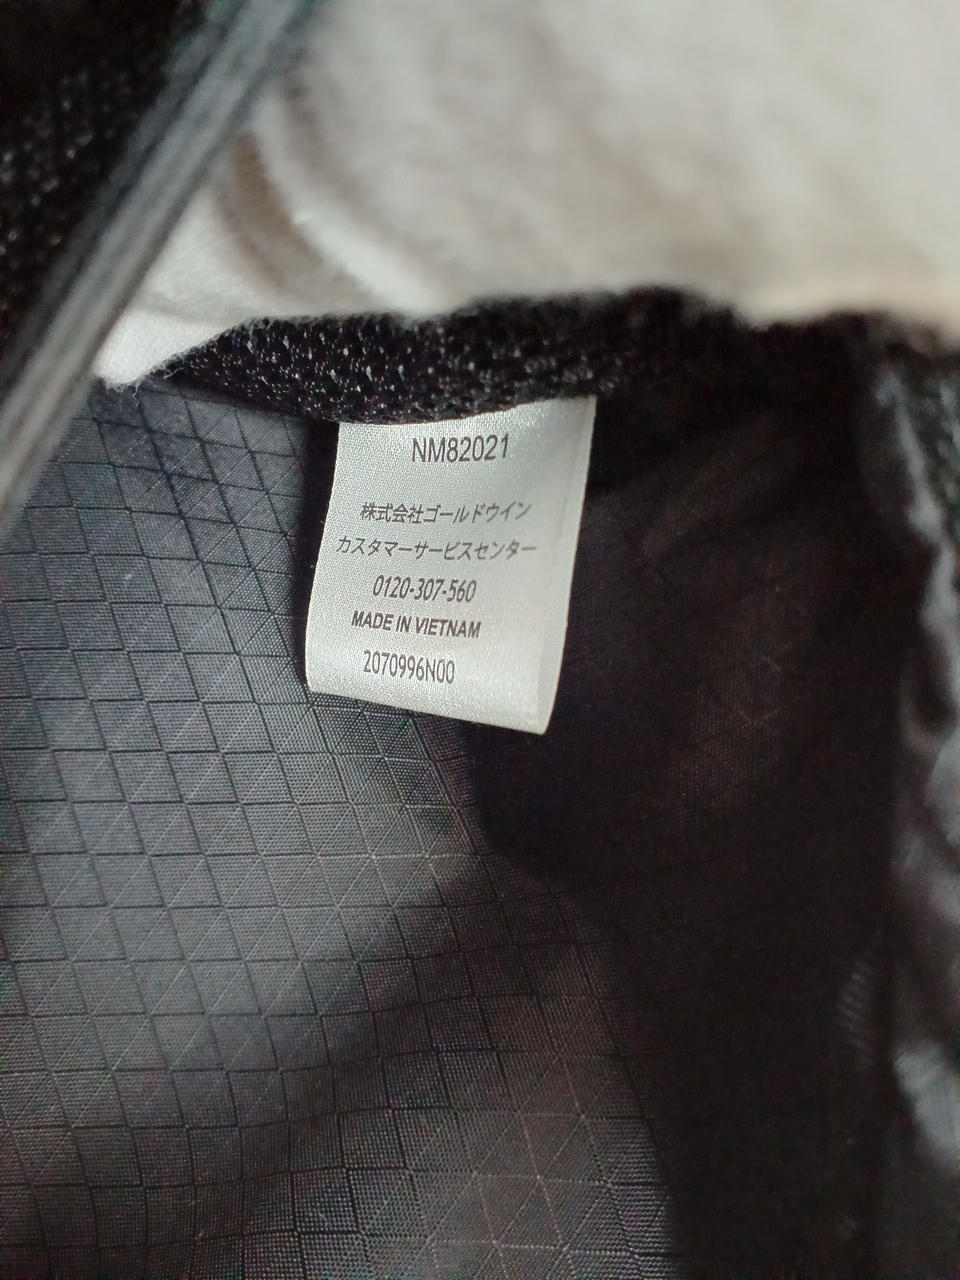 NM82021
株式会社ゴールドウイン
カスタマーサービスセンター
0120-307-560
MADE IN VIETNAM
2070996N00